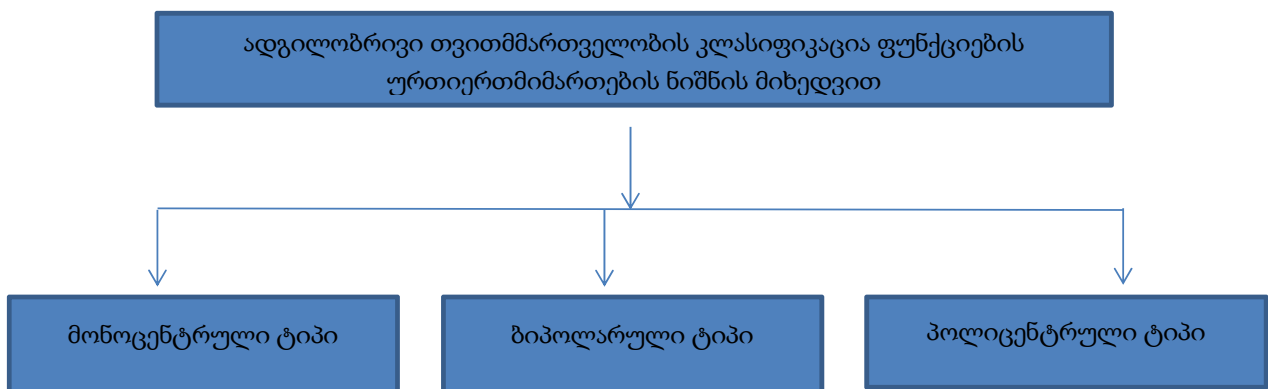 ადგილობრივი თვითმმართველობის კლასიფიკაცია ფუნქციების
ურთიერთმიმართების ნიშნის მიხედვით
მონოცენტრული ტიპი
ბიპოლარული ტიპი
პოლიცენტრული ტიპი